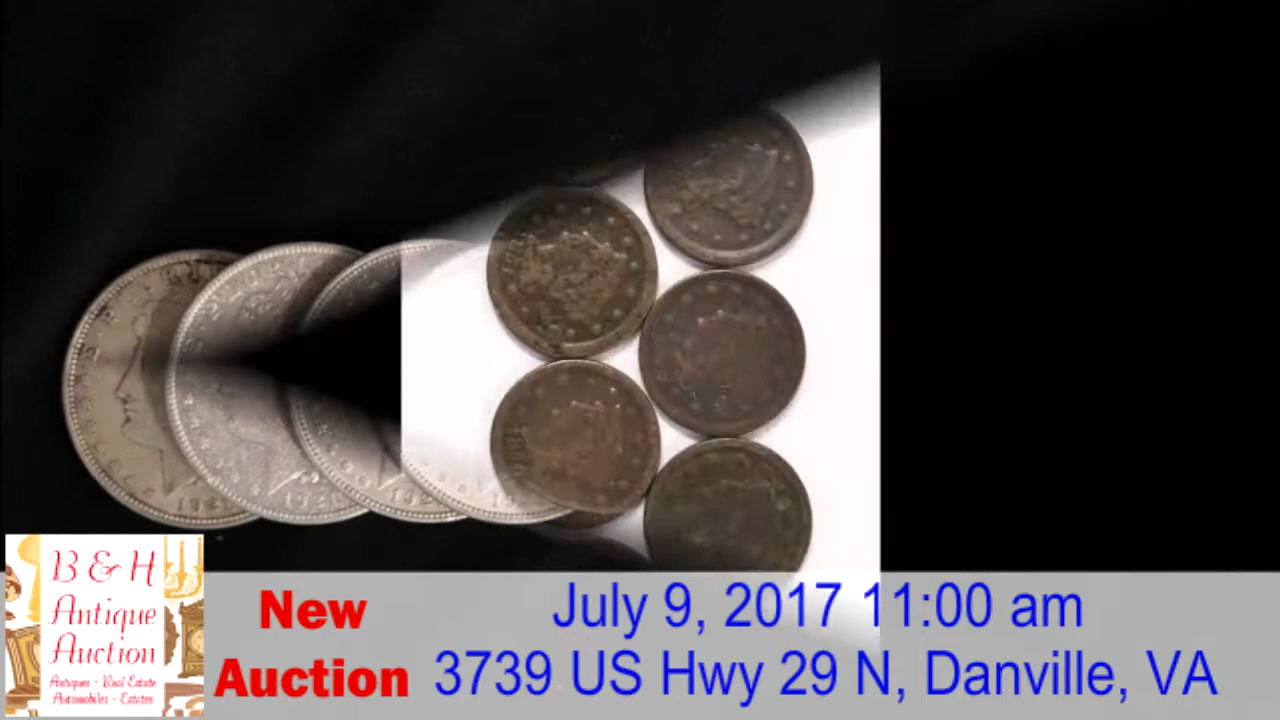 B & H
Antique
Auction
Antiques - Real Estate
Automobiles - Estates
New
Auction
July 9, 2017 11:00 am
3739 US Hwy 29 N, Danville, VA